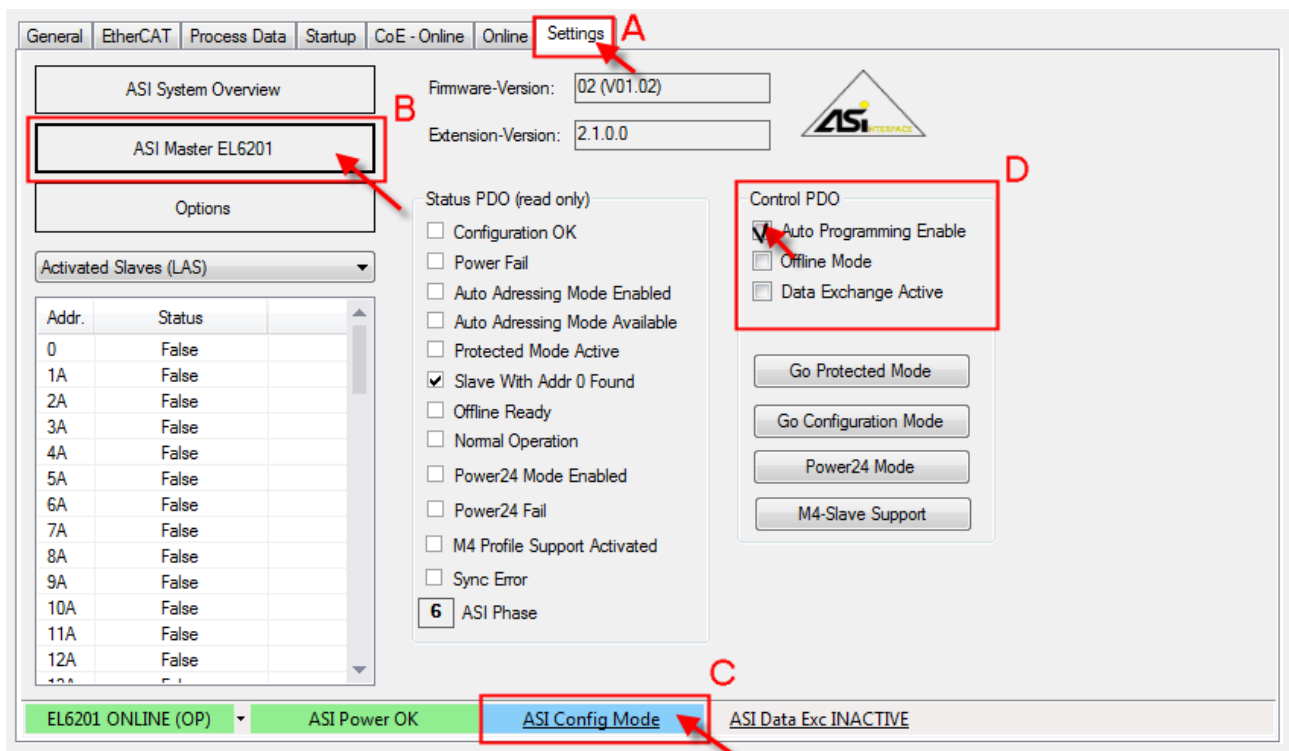 General EtherCAT Process Data Startup CoE - Online Online Settings A
ASI System Overview
Firmware-Version: 02 (V01.02)
ASi INTERFACE
B
ASI Master EL6201
Extension-Version: 2.1.0.0
Options
Activated Slaves (LAS)
Addr. Status
0 False
1A False
2A False
3A False
4A False
5A False
6A False
7A False
8A False
9A False
10A False
11A False
12A False
Status PDO (read only)
Configuration OK
Power Fail
Auto Adressing Mode Enabled
Auto Adressing Mode Available
Protected Mode Active
Slave With Addr 0 Found
Offline Ready
Normal Operation
Power24 Mode Enabled
Power24 Fail
M4 Profile Support Activated
Sync Error
6 ASI Phase
D
Control PDO
Auto Programming Enable
Offline Mode
Data Exchange Active
Go Protected Mode
Go Configuration Mode
Power24 Mode
M4-Slave Support
C
EL6201 ONLINE (OP) ASI Power OK ASI Config Mode ASI Data Exc INACTIVE